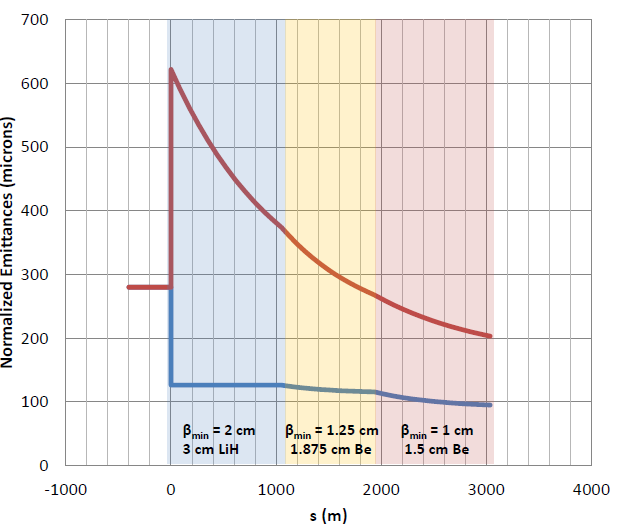 700
600
500
400
300
200
100
0
Normalized Emittances (microns)
βmin = 2 cm
3 cm LiH
βmin = 1.25 cm
1.875 cm Be
βmin = 1 cm
1.5 cm Be
-1000 0 1000 2000 3000 4000
s (m)